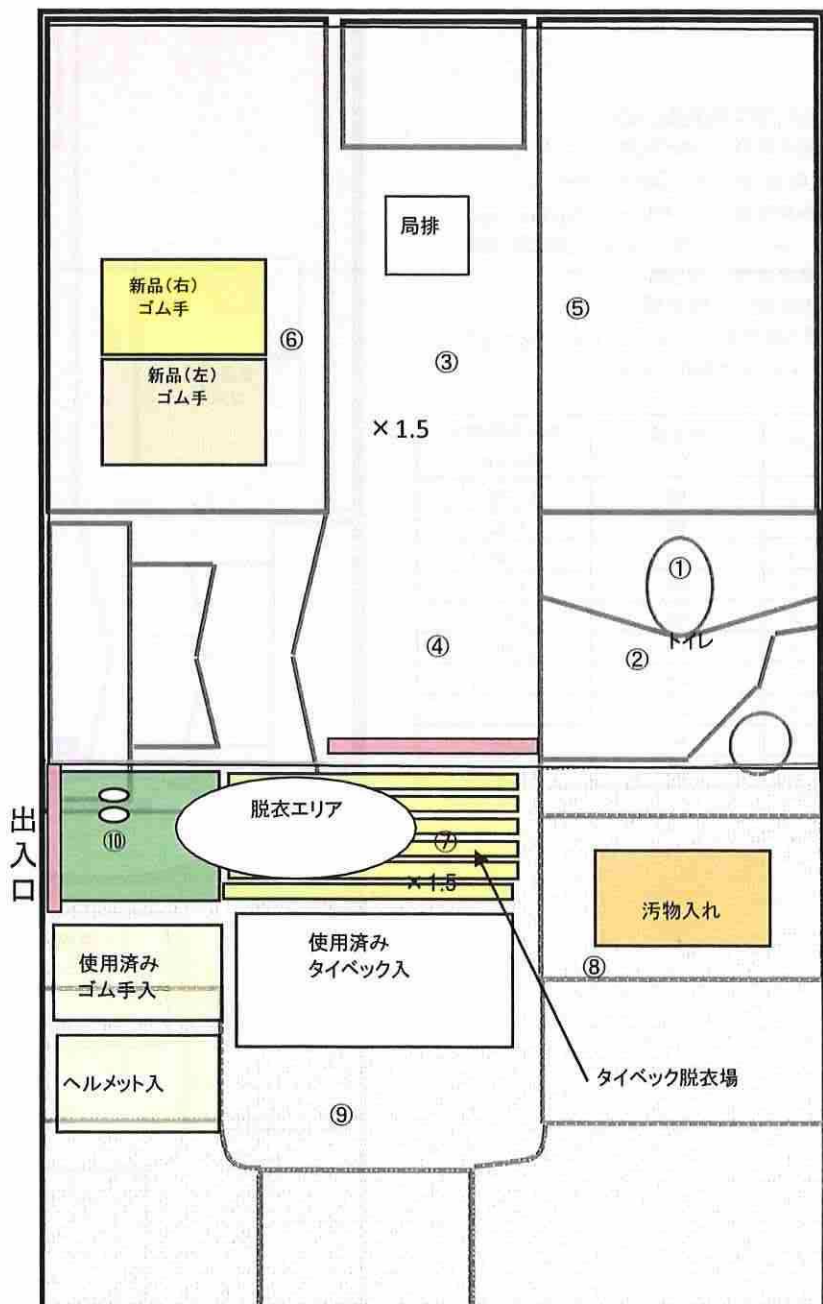 局排
新品(右)
ゴム手
⑤
⑥
③
新品(左)
ゴム手
×1.5
①
トイレ
②
④
出入口
脱衣エリア
⑦
⑩
×1.5
汚物入れ
使用済み
タイベック入
使用済み
ゴム手入
⑧
ヘルメット入
タイベック脱衣場
⑨